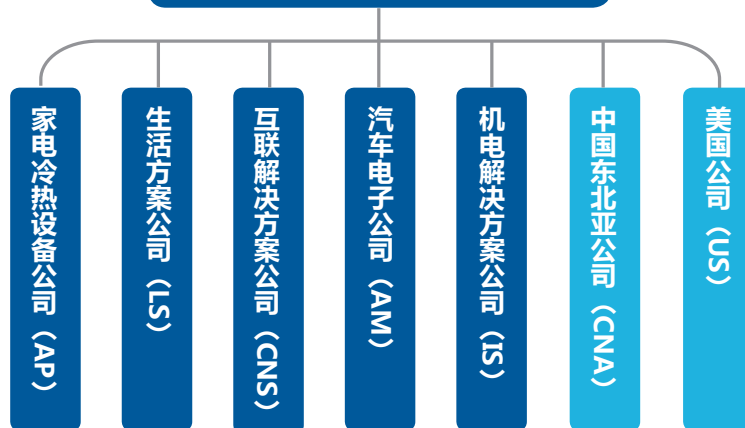 家电冷热设备公司（AP）
生活方案公司（LS）
互联解决方案公司（CNS）
汽车电子公司（AM）
机电解决方案公司（IS）
中国东北亚公司（CNA）
美国公司（US）